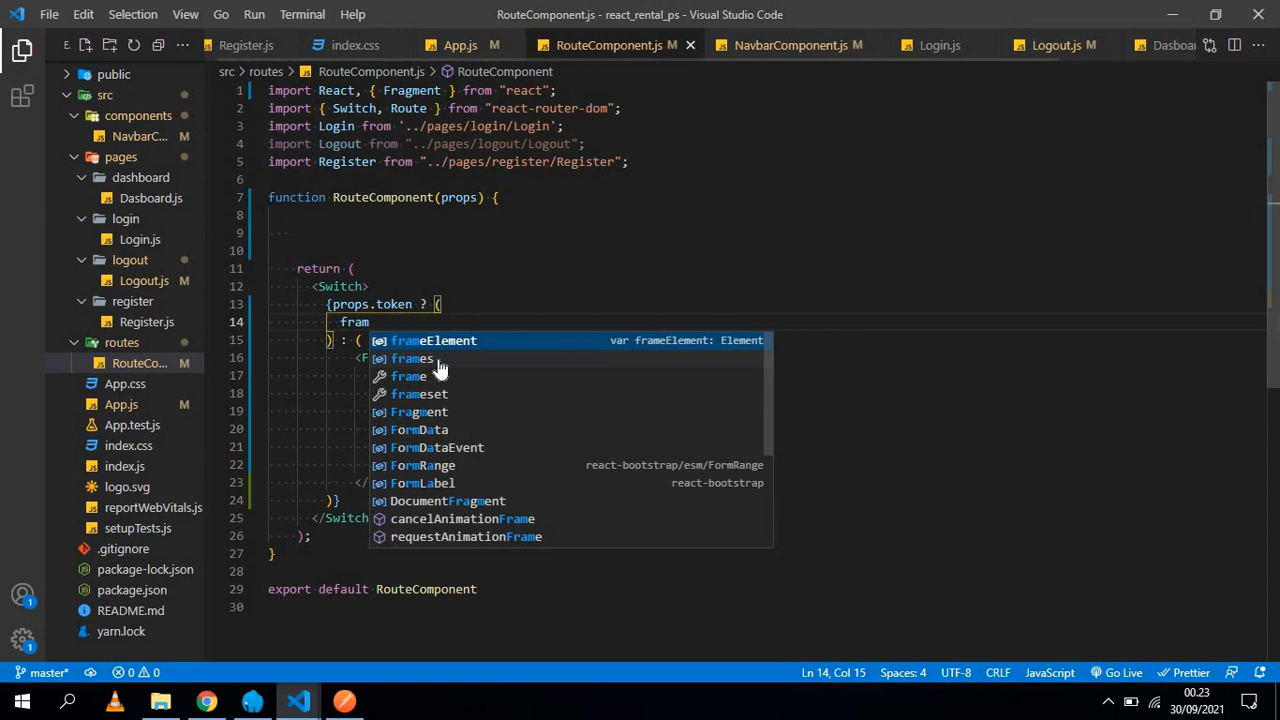 File Edit Selection View Go Run Terminal Help
RouteComponent.js - react_rental_ps - Visual Studio Code
E.
Register.js
index.css
App.js M
RouteComponent.js M
NavbarComponent.js M
Login.js
Logout.js M
Dasboar
src > routes > RouteComponent.js > RouteComponent
public
src
components
NavbarC... M
pages
dashboard
Dasboard.js
login
Login.js
logout
Logout.js M
register
Register.js
routes
RouteCo... M
App.css
App.js M
App.test.js
index.css
index.js
logo.svg
reportWebVitals.js
setupTests.js
.gitignore
package-lock.json
package.json
README.md
yarn.lock
1 import React, { Fragment } from "react";
2 import { Switch, Route } from "react-router-dom";
3 import Login from '../pages/login/Login';
4 import Logout from "../pages/logout/Logout";
5 import Register from "../pages/register/Register";
6
7 function RouteComponent(props) {
8
9
10
11 return (
12 <Switch>
13 {props.token ? (
14 fram
15 ) : (
16 <F
17
18
19
20
21
22
23 </
24 )}
25 </Switch
26 );
27 }
28
29 export default RouteComponent
30
frameElement var frameElement: Element
frames
frame
frameset
Fragment
FormData
FormDataEvent
FormRange react-bootstrap/esm/FormRange
FormLabel react-bootstrap
DocumentFragment
cancelAnimationFrame
requestAnimationFrame
1
1
master* 0 0
Ln 14, Col 15 Spaces: 4 UTF-8 CRLF JavaScript Go Live Prettier
00.23
30/09/2021